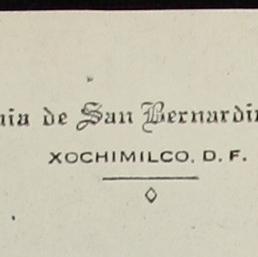 nia de San Bernardin
XOCHIMILCO, D. F.